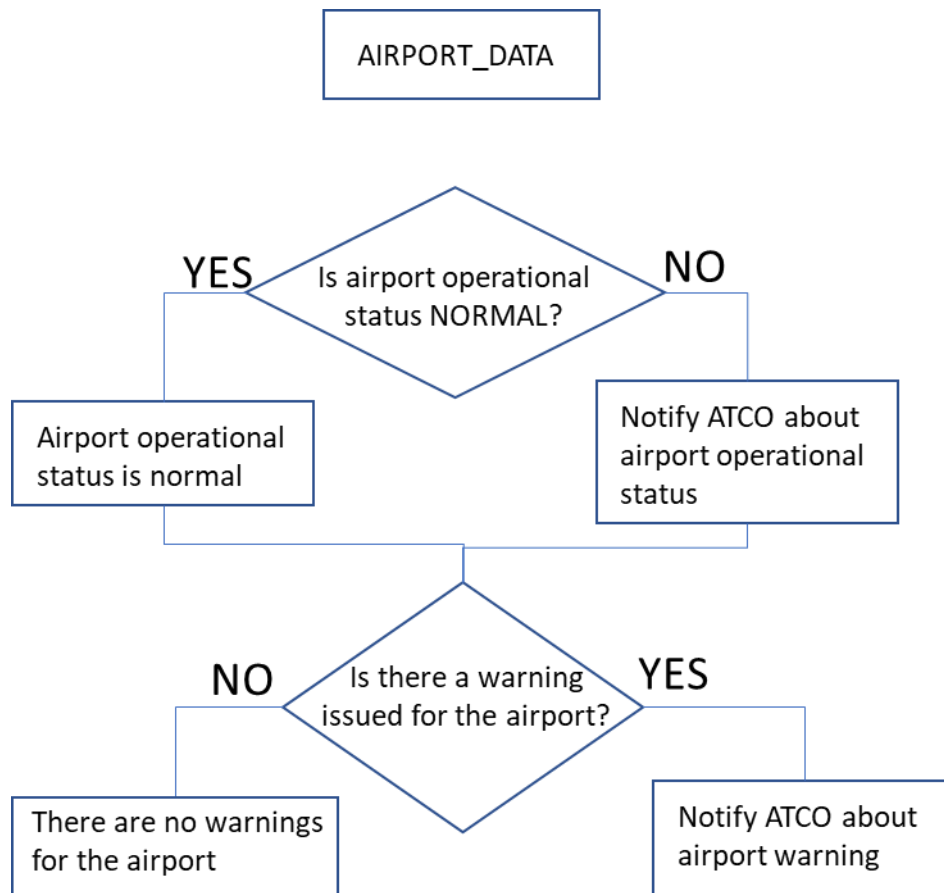 AIRPORT_DATA
YES
NO
Is airport operational
status NORMAL?
Airport operational
status is normal
Notify ATCO about
airport operational
status
NO
YES
Is there a warning
issued for the airport?
There are no warnings
for the airport
Notify ATCO about
airport warning